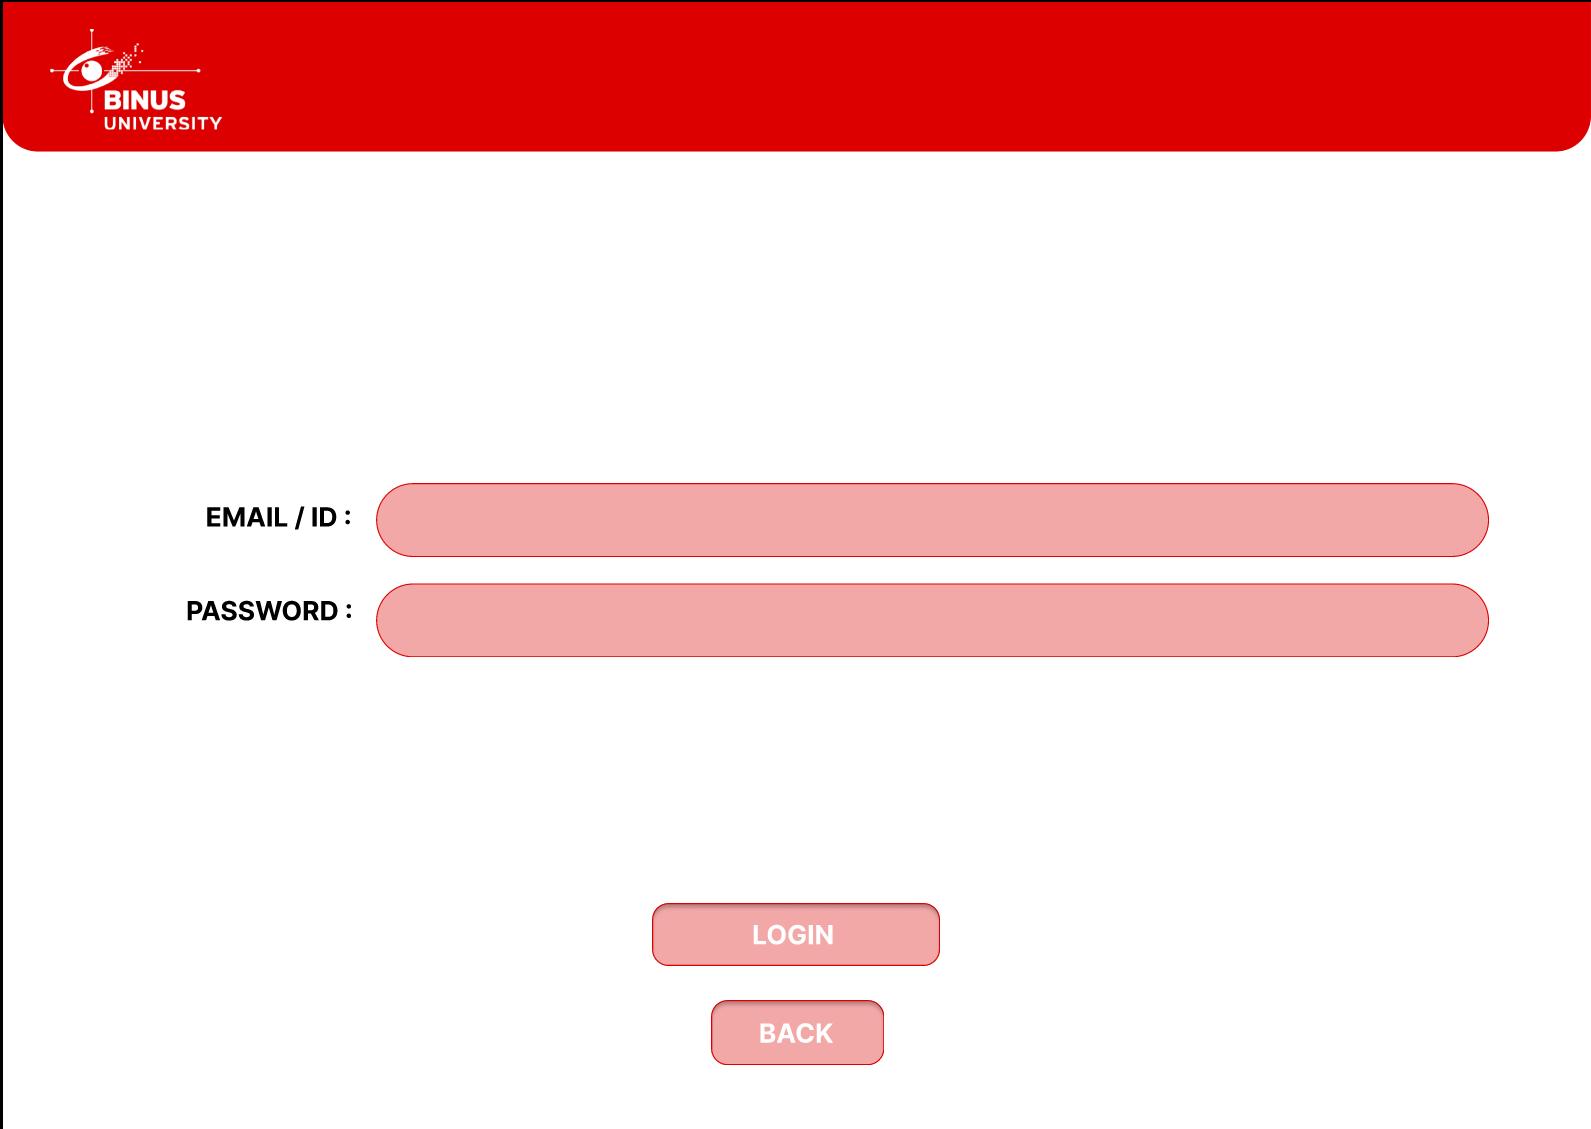 BINUS
UNIVERSITY
EMAIL / ID :
PASSWORD :
LOGIN
BACK